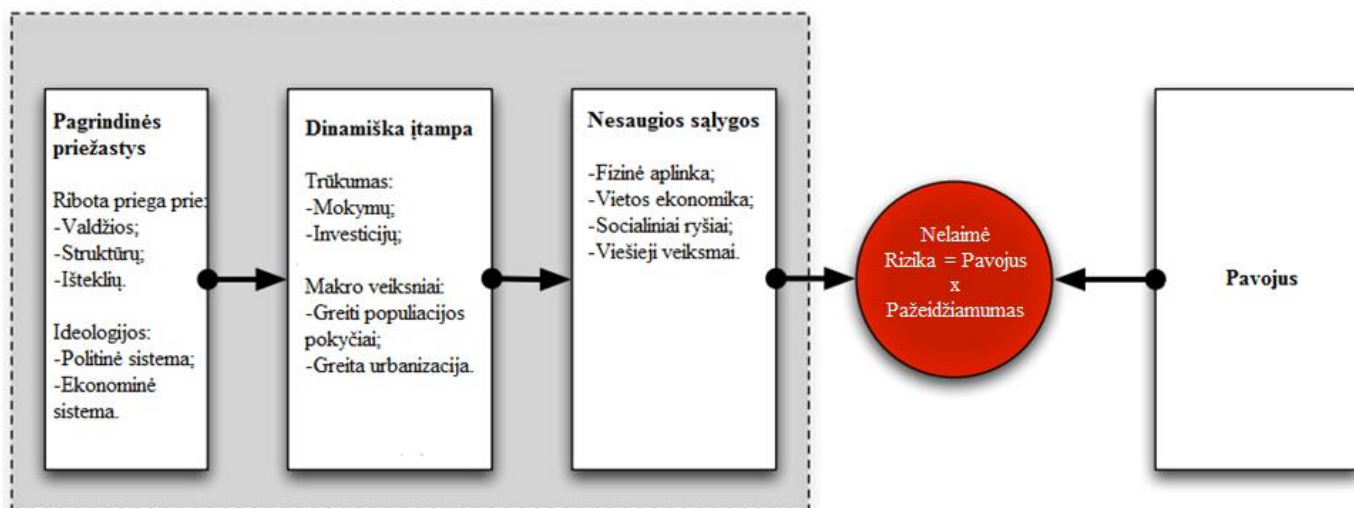 Pagrindinės
priežastys
Ribota priega prie:
-Valdžios;
-Struktūrų;
-Išteklių.
Ideologijos:
-Politinė sistema;
-Ekonominė
sistema.
Dinamiška įtampa
Trūkumas:
-Mokymų;
-Investicijų;
Makro veiksniai:
-Greiti populiacijos
pokyčiai;
-Greita urbanizacija.
Nesaugios sąlygos
-Fizinė aplinka;
-Vietos ekonomika;
-Socialiniai ryšiai;
-Viešieji veiksmai.
Nelaimė
Rizika = Pavojus
x
Pažeidžiamumas
Pavojus